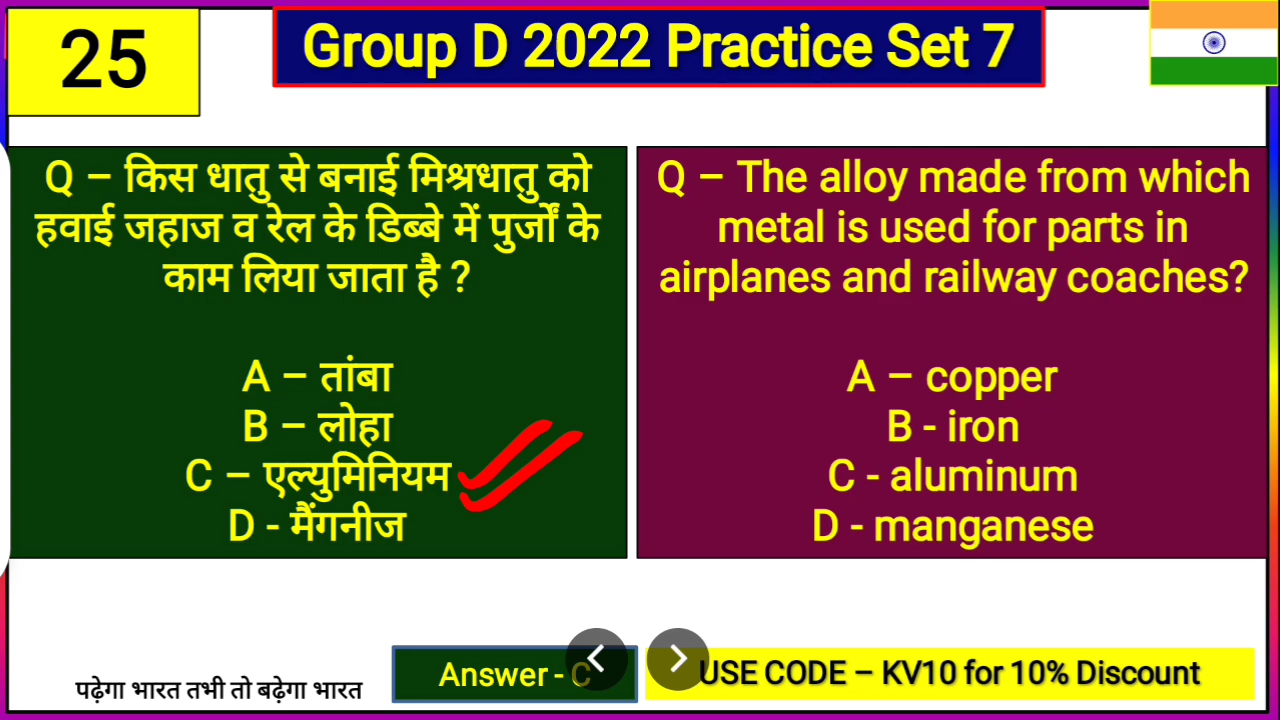 25
Group D 2022 Practice Set 7
Q – किस धातु से बनाई मिश्रधातु को
हवाई जहाज व रेल के डिब्बे में पुर्जों के
काम लिया जाता है ?
A – तांबा
B – लोहा
C – एल्युमिनियम
D - मैंगनीज
Q – The alloy made from which
metal is used for parts in
airplanes and railway coaches?
A – copper
B - iron
C - aluminum
D - manganese
पढ़ेगा भारत तभी तो बढ़ेगा भारत
Answer - C
USE CODE – KV10 for 10% Discount